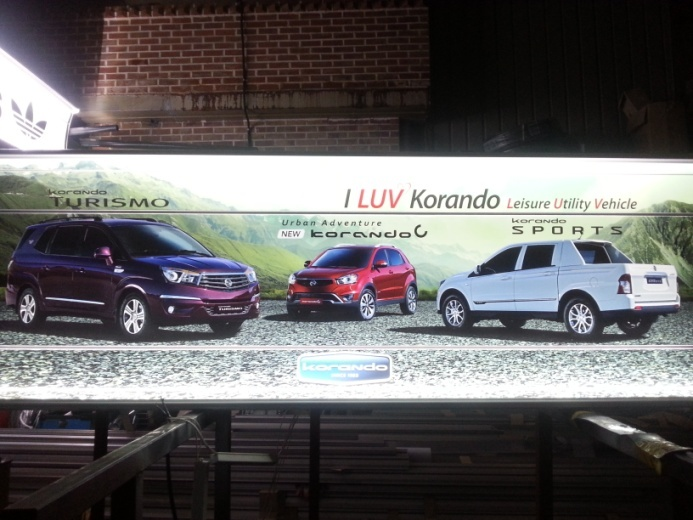 korando
TURISMO
I LUV Korando Leisure Utility Vehicle
Urban Adventure
NEW korando C
korando
SPORTS
korando